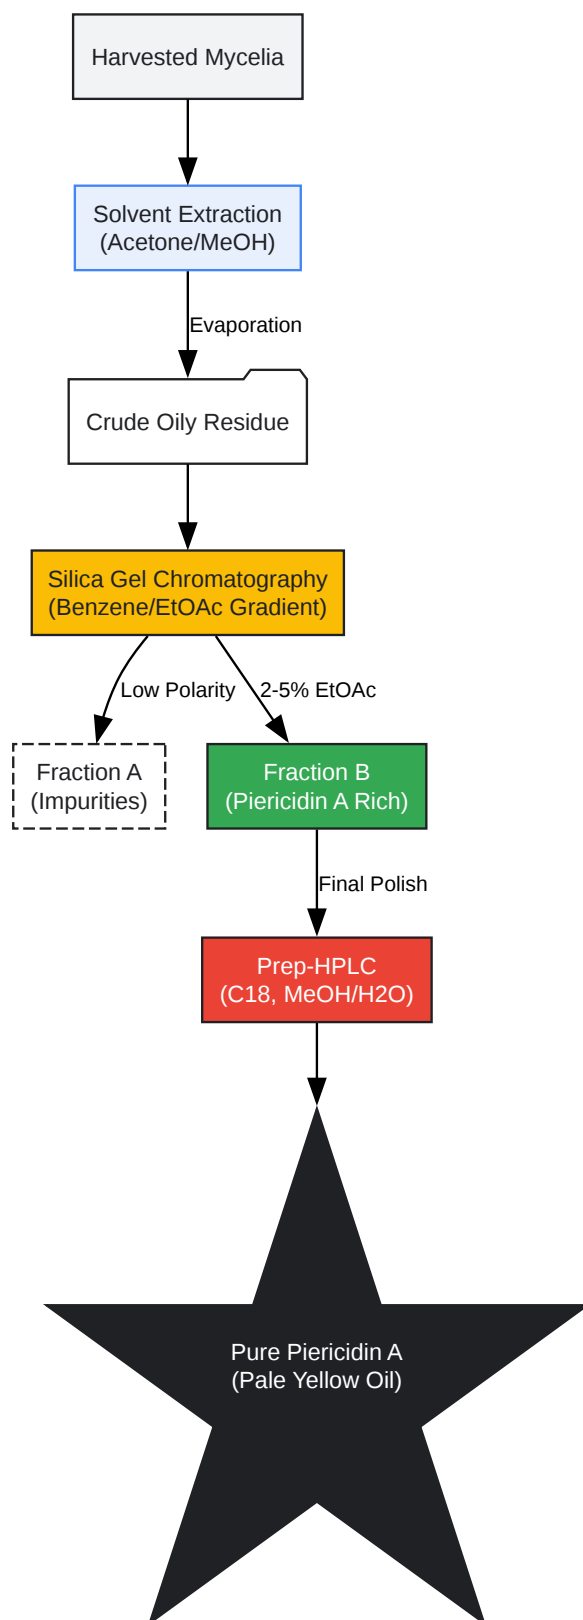 Harvested Mycelia
Solvent Extraction
(Acetone/MeOH)
Evaporation
Crude Oily Residue
Silica Gel Chromatography
(Benzene/EtOAc Gradient)
Low Polarity
2-5% EtOAc
Fraction A
(Impurities)
Fraction B
(Piericidin A Rich)
Final Polish
Prep-HPLC
(C18, MeOH/H2O)
Pure Piericidin A
(Pale Yellow Oil)